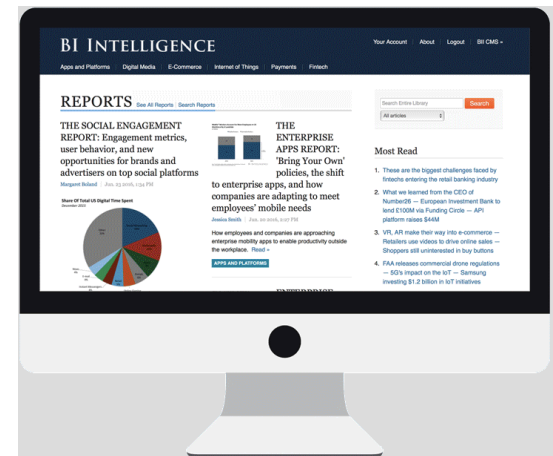 BI INTELLIGENCE
Your Account
About
Logout
BII CMS
Apps and Platforms
Digital Media
E-Commerce
Internet of Things
Payments
Fintech
REPORTS
See All Reports | Search Reports
THE SOCIAL ENGAGEMENT
REPORT: Engagement metrics,
user behavior, and new
opportunities for brands and
advertisers on top social platforms
Margaret Boland
Share Of Total US Digital Time Spent
December 2015
THE
ENTERPRISE
APPS REPORT:
'Bring Your Own'
policies, the shift
to enterprise apps, and how
companies are adapting to meet
employees' mobile needs
Jessica Smith
How employees and companies are approaching
enterprise mobility apps to enable productivity outside
the workplace. Read »
APPS AND PLATFORMS
ENTERPRISE
Search Entire Library
Search
All articles
Most Read
1. These are the biggest challenges faced by
fintechs entering the retail banking industry
2. What we learned from the CEO of
Number26 — European Investment Bank to
lend £100M via Funding Circle — API
platform raises $44M
3. VR, AR make their way into e-commerce —
Retailers use videos to drive online sales —
Shoppers still uninterested in buy buttons
4. FAA releases commercial drone regulations
— 5G's impact on the IoT — Samsung
investing $1.2 billion in IoT initiatives